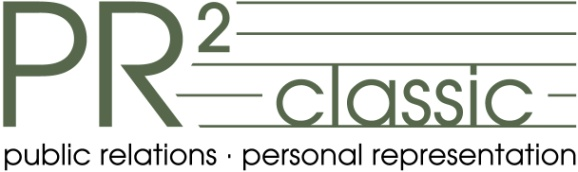 PR²
classic
public relations · personal representation